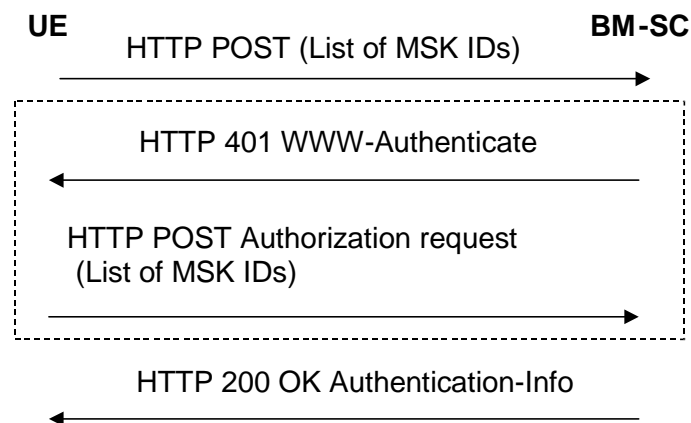 UE
BM-SC
HTTP POST (List of MSK IDs)
HTTP 401 WWW-Authenticate
HTTP POST Authorization request
(List of MSK IDs)
HTTP 200 OK Authentication-Info